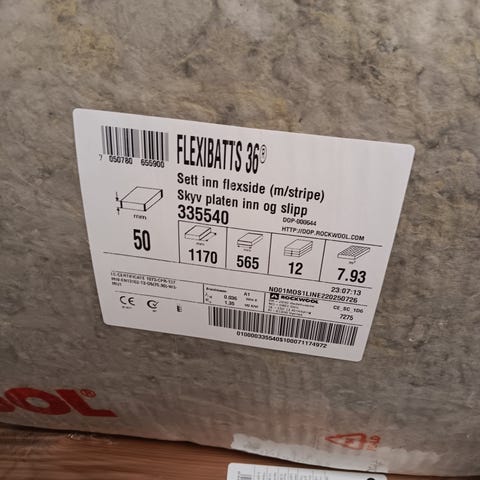 7 050780 655900
FLEXIBATTS 36®
Sett inn flexside (m/stripe)
Skyv platen inn og slipp
335540
DOP-000644
HTTP://DOP.ROCKWOOL.COM
mm
50
1170
565
12
7.93
23:07:13
N001MOS1LINE220250726
A1
0.036
1.35
ROCKWOOL
CE
E
7275
0100003355405100071174972
OL